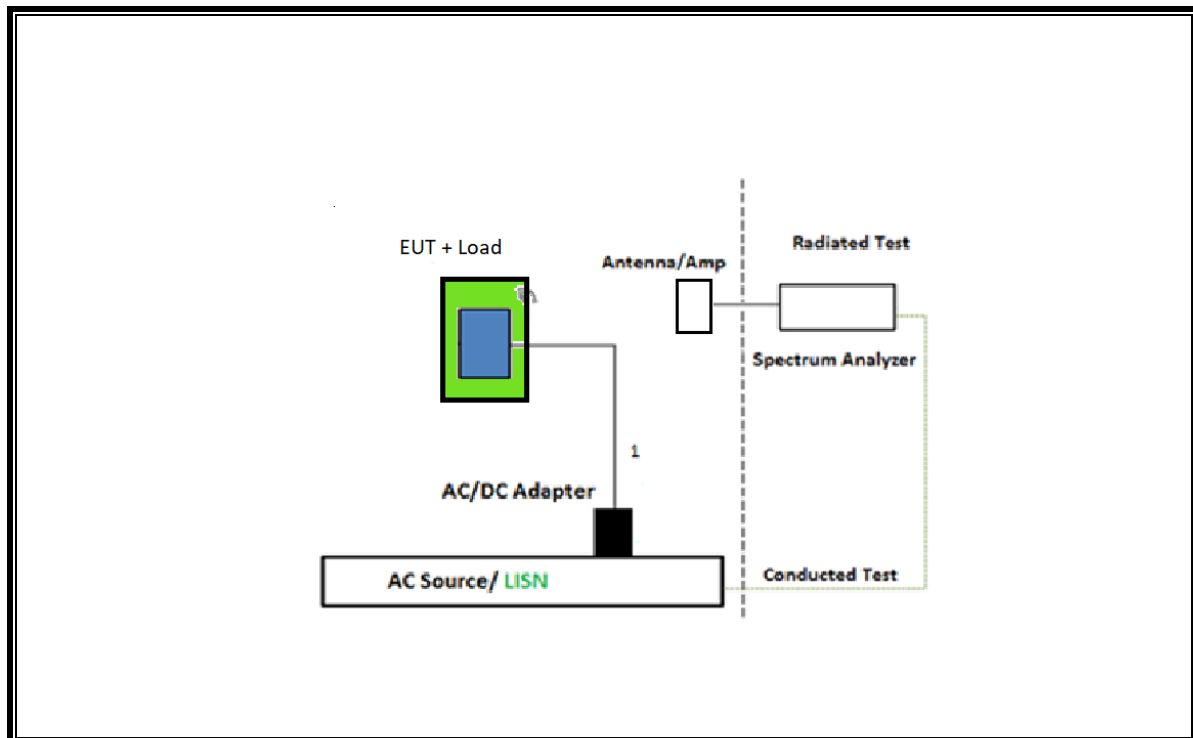 EUT + Load
Antenna/Amp
Radiated Test
Spectrum Analyzer
1
AC/DC Adapter
AC Source/ LISN
Conducted Test